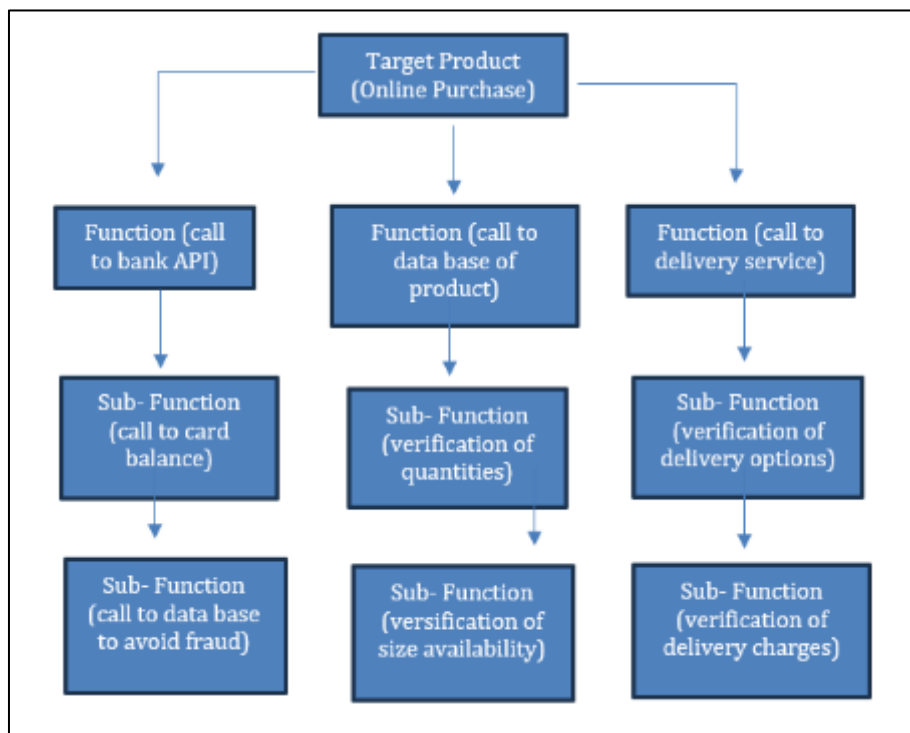 Target Product
(Online Purchase)
Function (call
to bank API)
Function (call to
data base of
product)
Function (call to
delivery service)
Sub- Function
(call to card
balance)
Sub- Function
(verification of
quantities)
Sub- Function
(verification of
delivery options)
Sub- Function
(call to data base
to avoid fraud)
Sub- Function
(versification of
size availability)
Sub- Function
(verification of
delivery charges)